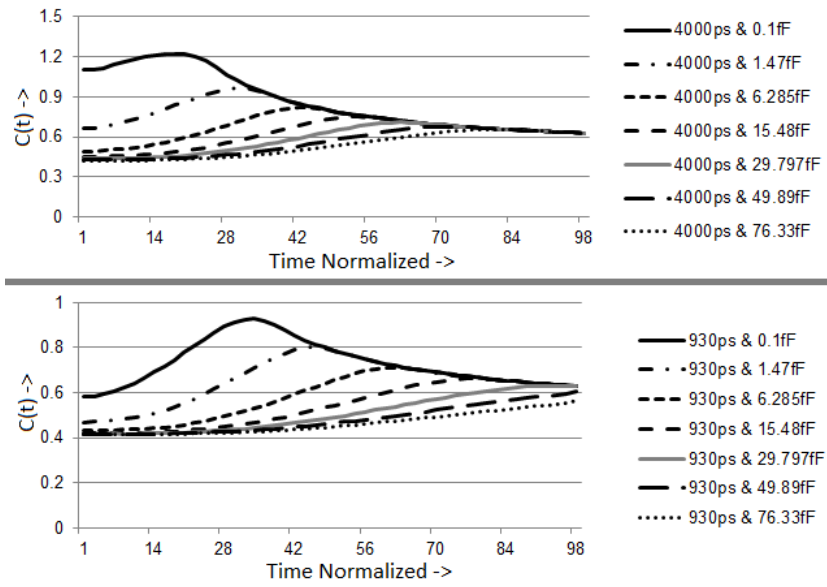 1.5
1.2
0.9
0.6
0.3
0
C(t) ->
1 14 28 42 56 70 84 98
Time Normalized ->
4000ps & 0.1fF
4000ps & 1.47fF
4000ps & 6.285fF
4000ps & 15.48fF
4000ps & 29.797fF
4000ps & 49.89fF
4000ps & 76.33fF
1
0.8
0.6
0.4
0.2
0
C(t) ->
1 14 28 42 56 70 84 98
Time Normalized ->
930ps & 0.1fF
930ps & 1.47fF
930ps & 6.285fF
930ps & 15.48fF
930ps & 29.797fF
930ps & 49.89fF
930ps & 76.33fF